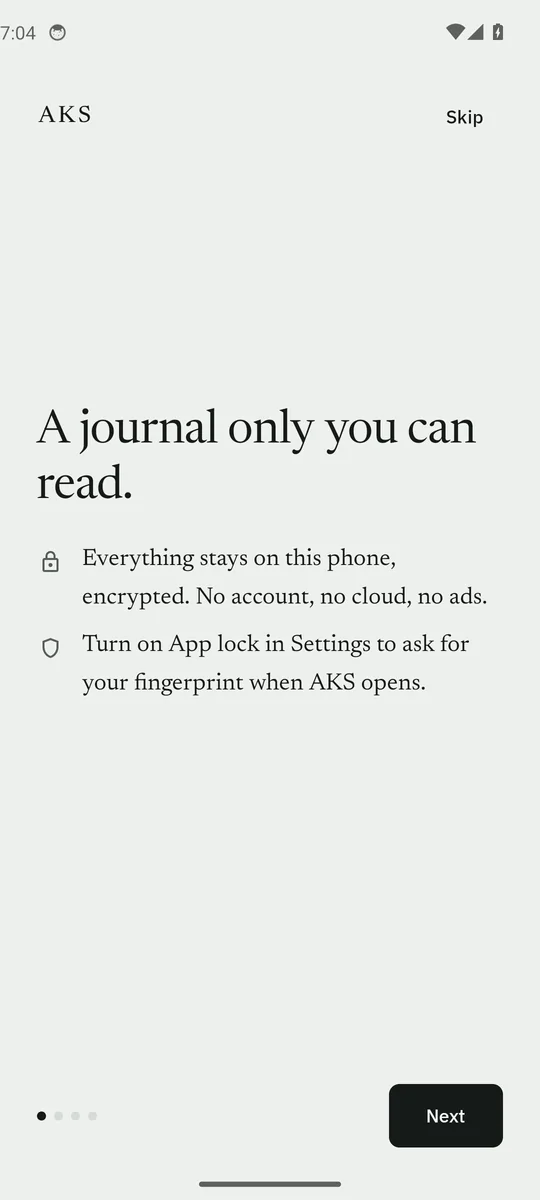 7:04
AKS
Skip
A journal only you can
read.
Everything stays on this phone,
encrypted. No account, no cloud, no ads.
Turn on App lock in Settings to ask for
your fingerprint when AKS opens.
Next